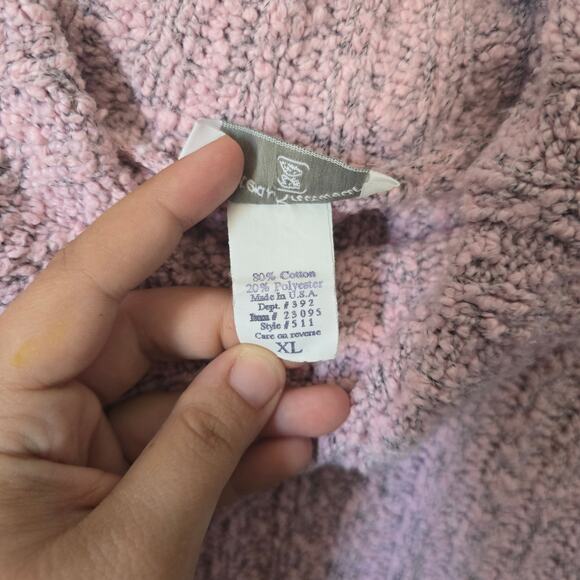 80% Cotton
20% Polyester
Made In U.S.A.
Dept. # 392
Item # 23095
Style # 511
Care on reverse
XL